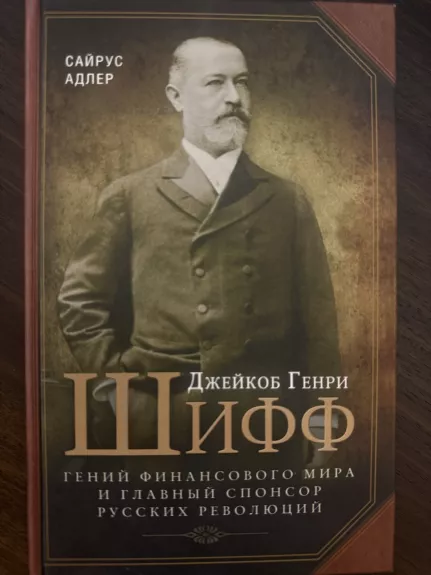 САЙРУС
АДЛЕР
ДЖЕЙКОБ ГЕНРИ
ШИФФ
ГЕНИЙ ФИНАНСОВОГО МИРА
И ГЛАВНЫЙ СПОНСОР
РУССКИХ РЕВОЛЮЦИЙ